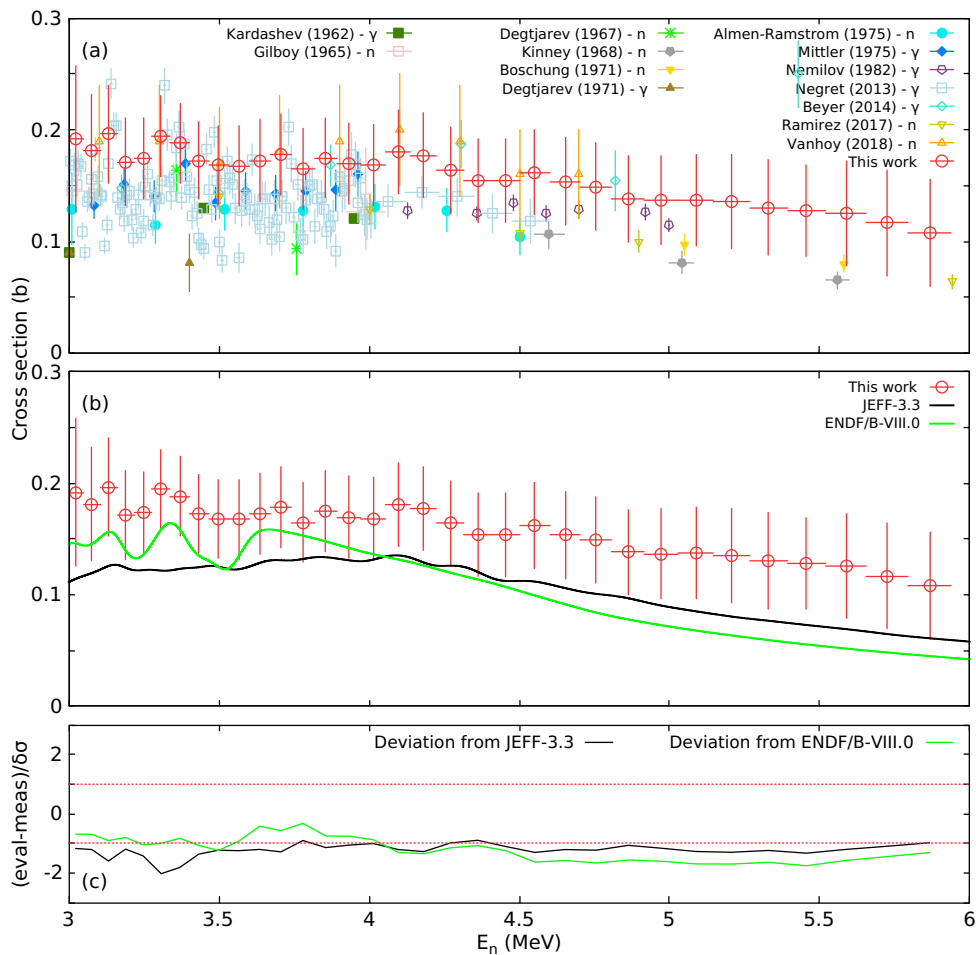 0.3
(a)
Kardashev (1962) - γ
Gilboy (1965) - n
Degtjarev (1967) - n
Kinney (1968) - n
Boschung (1971) - n
Degtjarev (1971) - γ
Almen-Ramstrom (1975) - n
Mittler (1975) - γ
Nemilov (1982) - γ
Negret (2013) - γ
Beyer (2014) - γ
Ramirez (2017) - n
Vanhoy (2018) - n
This work
0.2
0.1
0
Cross section (b)
0.3
(b)
This work
JEFF-3.3
ENDF/B-VIII.0
0.2
0.1
0
(eval-meas)/δσ
2
0
-2
Deviation from JEFF-3.3
Deviation from ENDF/B-VIII.0
(c)
3 3.5 4 4.5 5 5.5 6
Eₙ (MeV)